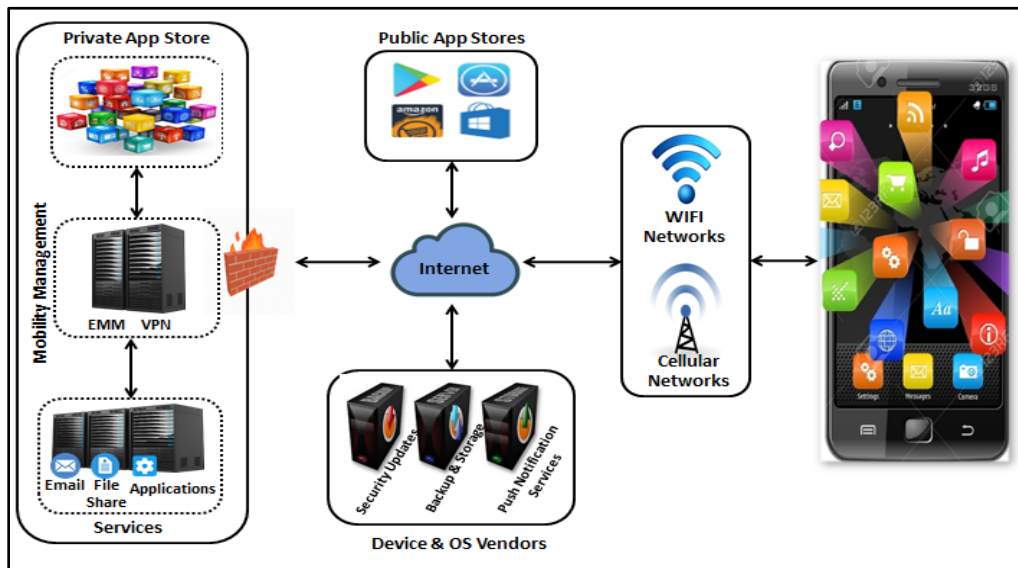 Private App Store
Mobility Management
EMM VPN
Email
File
Share
Applications
Services
Public App Stores
amazon
Internet
Security Updates
Backup & Storage
Push Notification
Services
Device & OS Vendors
WIFI
Networks
Cellular Networks
Aa
Settings
Messages
Camera